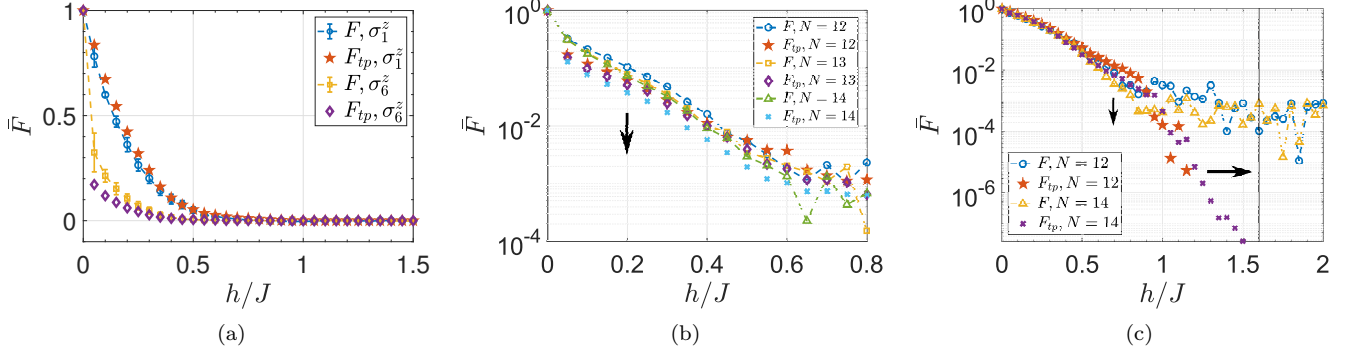 1
0.5
0
0
0.5
1
1.5
F̄
h/J
F, σ₁ᶻ
F_tp, σ₁ᶻ
F, σ₆ᶻ
F_tp, σ₆ᶻ
(a)
10⁰
10⁻²
10⁻⁴
0
0.2
0.4
0.6
0.8
F̄
h/J
F, N = 12
F_tp, N = 12
F, N = 13
F_tp, N = 13
F, N = 14
F_tp, N = 14
(b)
10⁰
10⁻²
10⁻⁴
10⁻⁶
0
0.5
1
1.5
2
F̄
h/J
F, N = 12
F_tp, N = 12
F, N = 14
F_tp, N = 14
(c)